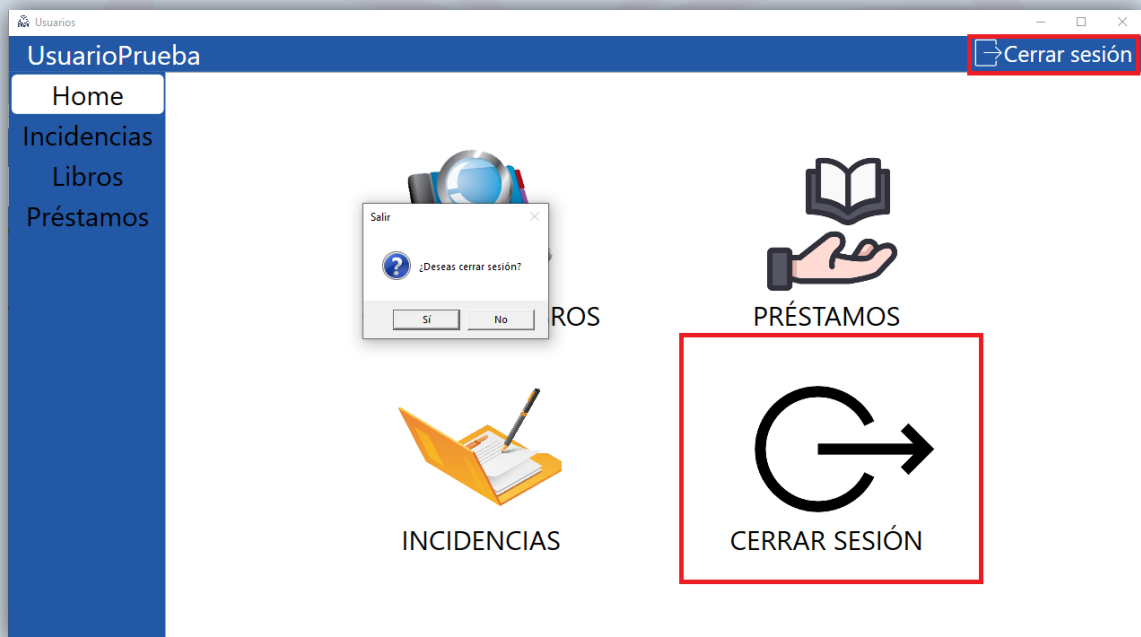 Usuarios
UsuarioPrueba
Cerrar sesión
Home
Incidencias
Libros
Préstamos
Salir
¿Deseas cerrar sesión?
Sí
No
ROS
PRÉSTAMOS
INCIDENCIAS
CERRAR SESIÓN